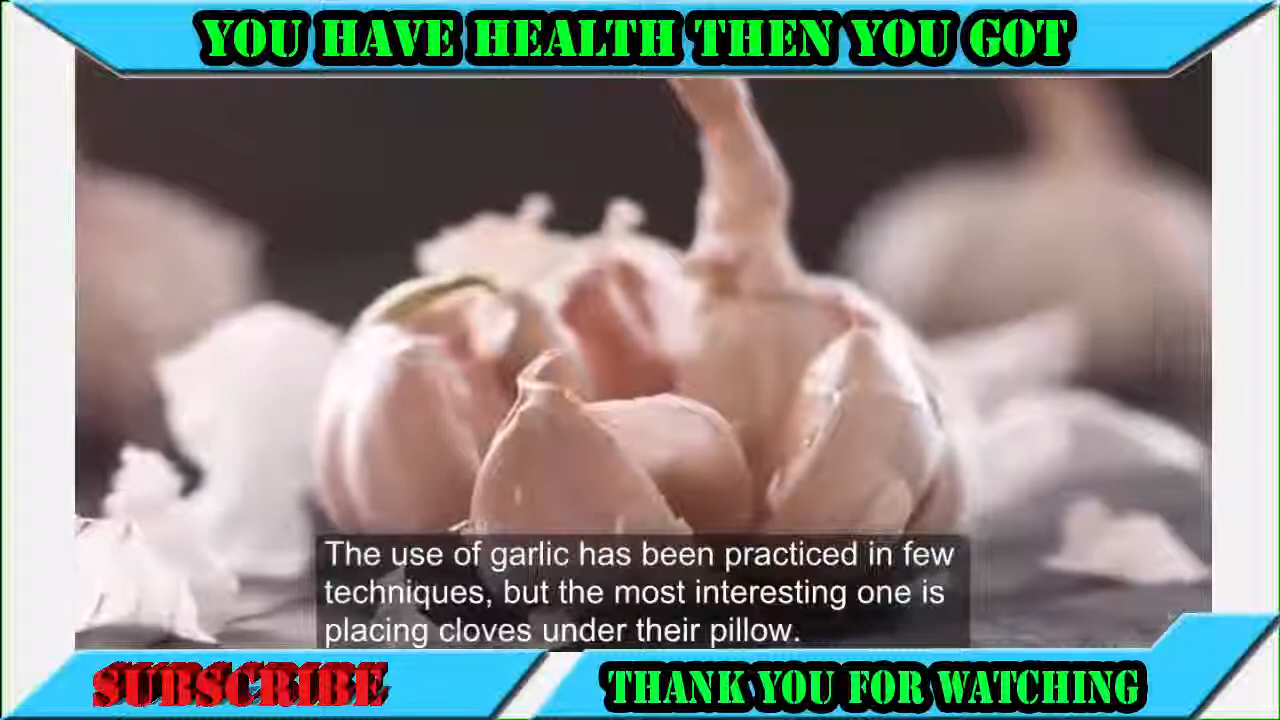 YOU HAVE HEALTH THEN YOU GOT
The use of garlic has been practiced in few
techniques, but the most interesting one is
placing cloves under their pillow.
SUBSCRIBE
THANK YOU FOR WATCHING